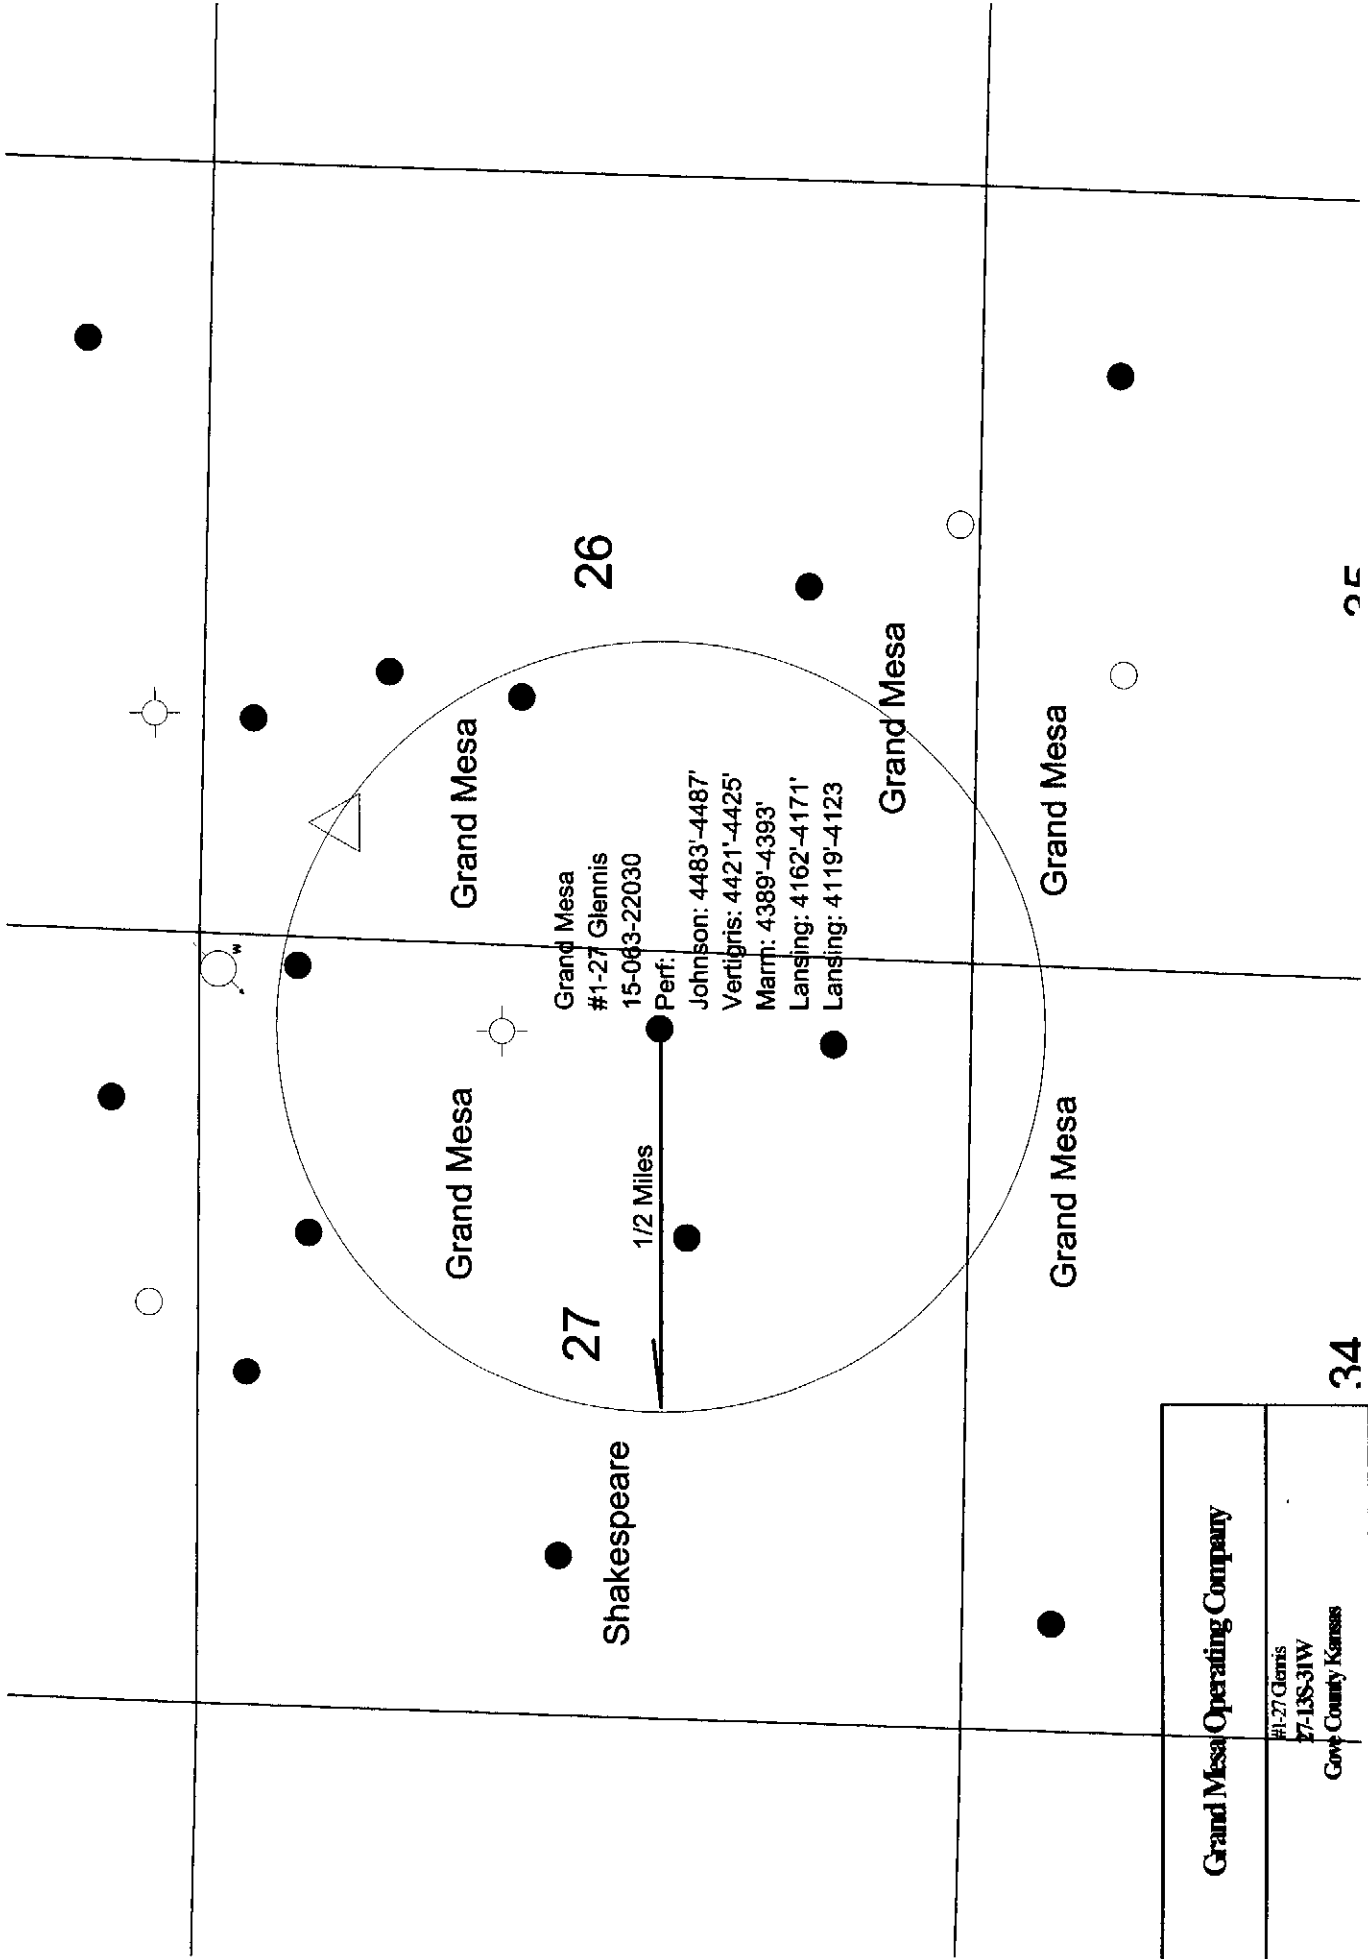 Grand Mesa
Grand Mesa
#1-27 Glennis
15-063-22030
Perf:
Johnson: 4483'-4487'
Vertigris: 4421'-4425'
Marm: 4389'-4393'
Lansing: 4162'-4171'
Lansing: 4119'-4123
26
Grand Mesa
Grand Mesa
Grand Mesa
27
1/2 Miles
Shakespeare
Grand Mesa
34
W
Grand Mesa Operating Company
#1-27 Glennis
27-13S-31W
Gove County Kansas